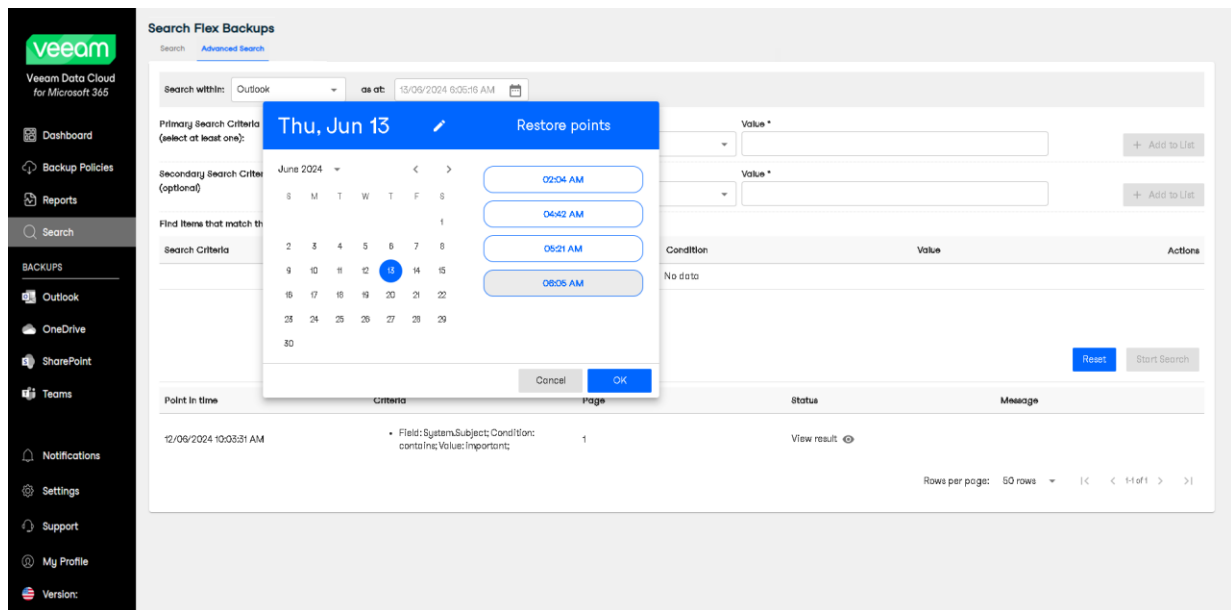 veeam
Veeam Data Cloud
for Microsoft 365
Dashboard
Backup Policies
Reports
Search
BACKUPS
Outlook
OneDrive
SharePoint
Teams
Notifications
Settings
Support
My Profile
Version:
Search Flex Backups
Search Advanced Search
Search within: Outlook as at: 13/06/2024 6:05:16 AM
Primary Search Criteria
(select at least one):
Value *
+ Add to List
Secondary Search Criter
(optional)
Value *
+ Add to List
Find items that match th
Search Criteria Condition Value Actions
No data
Thu, Jun 13 Restore points
June 2024
S M T W T F S
1
2 3 4 5 6 7 8
9 10 11 12 13 14 15
16 17 18 19 20 21 22
23 24 25 26 27 28 29
30
02:04 AM
04:42 AM
05:21 AM
06:05 AM
Cancel OK
Reset Start Search
Point in time Criteria Page Status Message
12/06/2024 10:03:31 AM
• Field: System.Subject; Condition:
contains; Value: important;
1
View result
Rows per page: 50 rows |< < 1-1 of 1 > >|